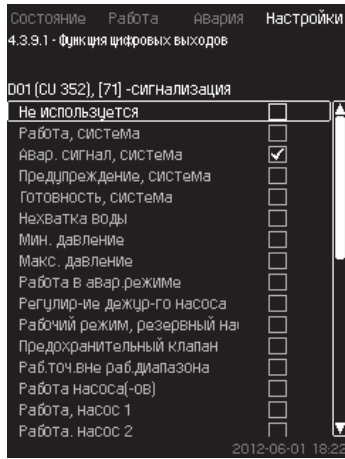 Состояние Работа Авария Настройки
4.3.9.1 - Функция цифровых выходов
DO1 (CU 352), [71] -сигнализация
Не используется
Работа, система
Авар. сигнал, система
Предупреждение, система
Готовность, система
Нехватка воды
Мин. давление
Макс. давление
Работа в авар.режиме
Регулир-ие дежур-го насоса
Рабочий режим, резервный на
Предохранительный клапан
Раб.точ.вне раб.диапазона
Работа насоса(-ов)
Работа, насос 1
Работа. насос 2
2012-06-01 18:22